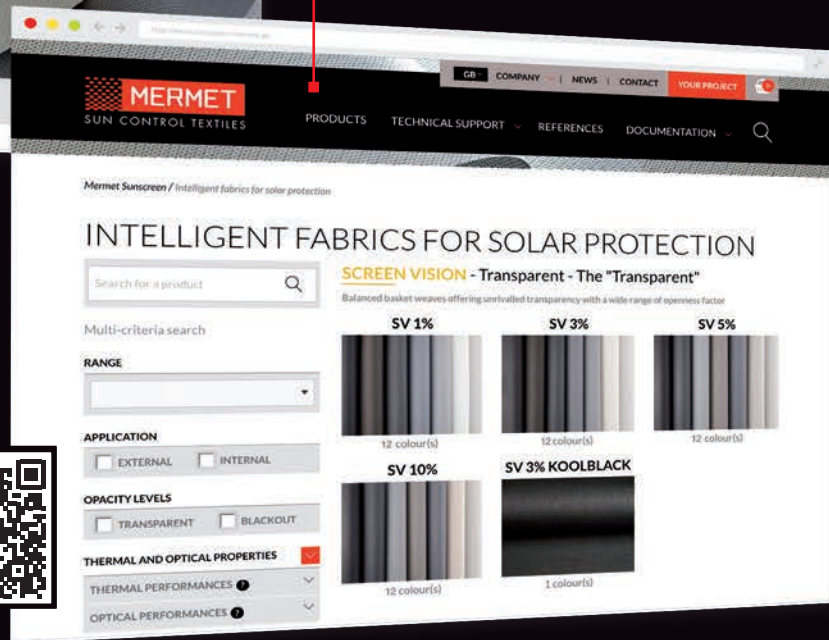 GB COMPANY | NEWS | CONTACT YOUR PROJECT
MERMET
SUN CONTROL TEXTILES
PRODUCTS TECHNICAL SUPPORT REFERENCES DOCUMENTATION
Mermet Sunscreen / Intelligent fabrics for solar protection
INTELLIGENT FABRICS FOR SOLAR PROTECTION
Search for a product
Multi-criteria search
RANGE
APPLICATION
EXTERNAL INTERNAL
OPACITY LEVELS
TRANSPARENT BLACKOUT
THERMAL AND OPTICAL PROPERTIES
THERMAL PERFORMANCES ?
OPTICAL PERFORMANCES ?
SCREEN VISION - Transparent - The "Transparent"
Balanced basket weaves offering unrivalled transparency with a wide range of openness factor
SV 1% SV 3% SV 5%
12 colour(s) 12 colour(s) 12 colour(s)
SV 10% SV 3% KOOLBLACK
12 colour(s) 1 colour(s)